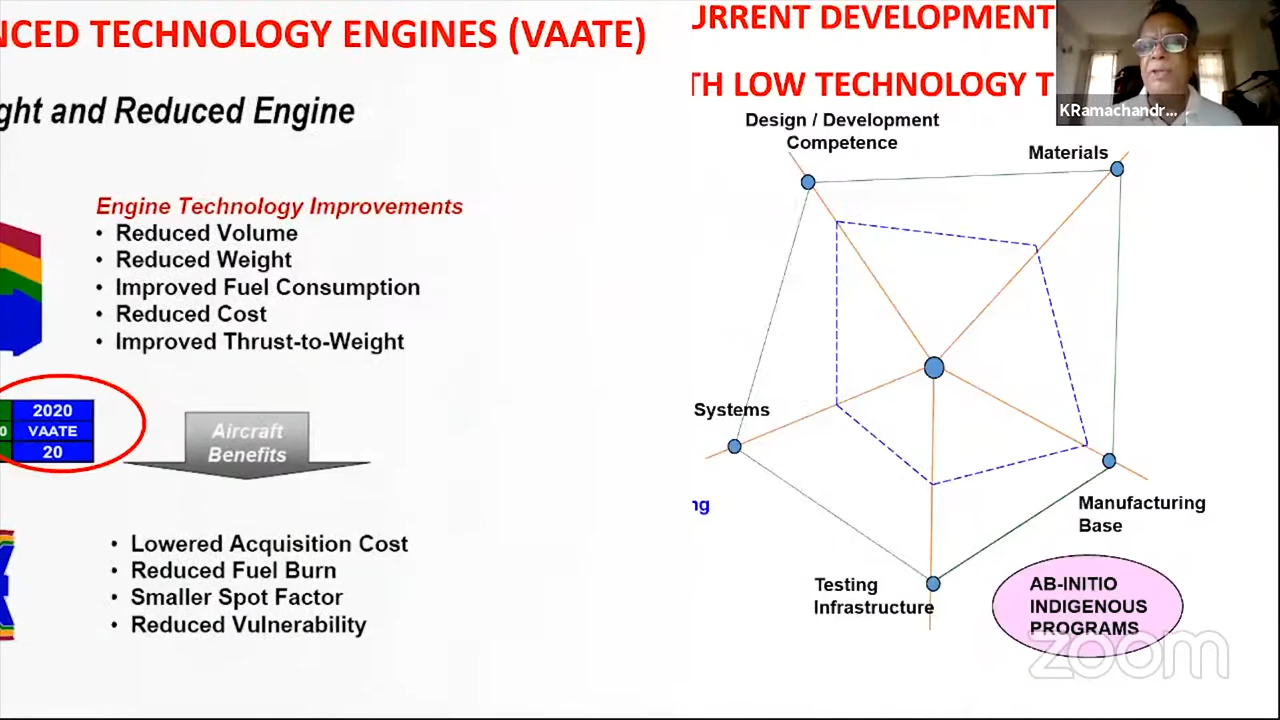 NCED TECHNOLOGY ENGINES (VAATE)
ght and Reduced Engine
Engine Technology Improvements
• Reduced Volume
• Reduced Weight
• Improved Fuel Consumption
• Reduced Cost
• Improved Thrust-to-Weight
2020
0 VAATE
20
Aircraft
Benefits
• Lowered Acquisition Cost
• Reduced Fuel Burn
• Smaller Spot Factor
• Reduced Vulnerability
URRENT DEVELOPMENT
TH LOW TECHNOLOGY T
KRamachandr...
Design / Development
Competence
Materials
Systems
ng
Manufacturing
Base
Testing
Infrastructure
AB-INITIO
INDIGENOUS
PROGRAMS
zoom